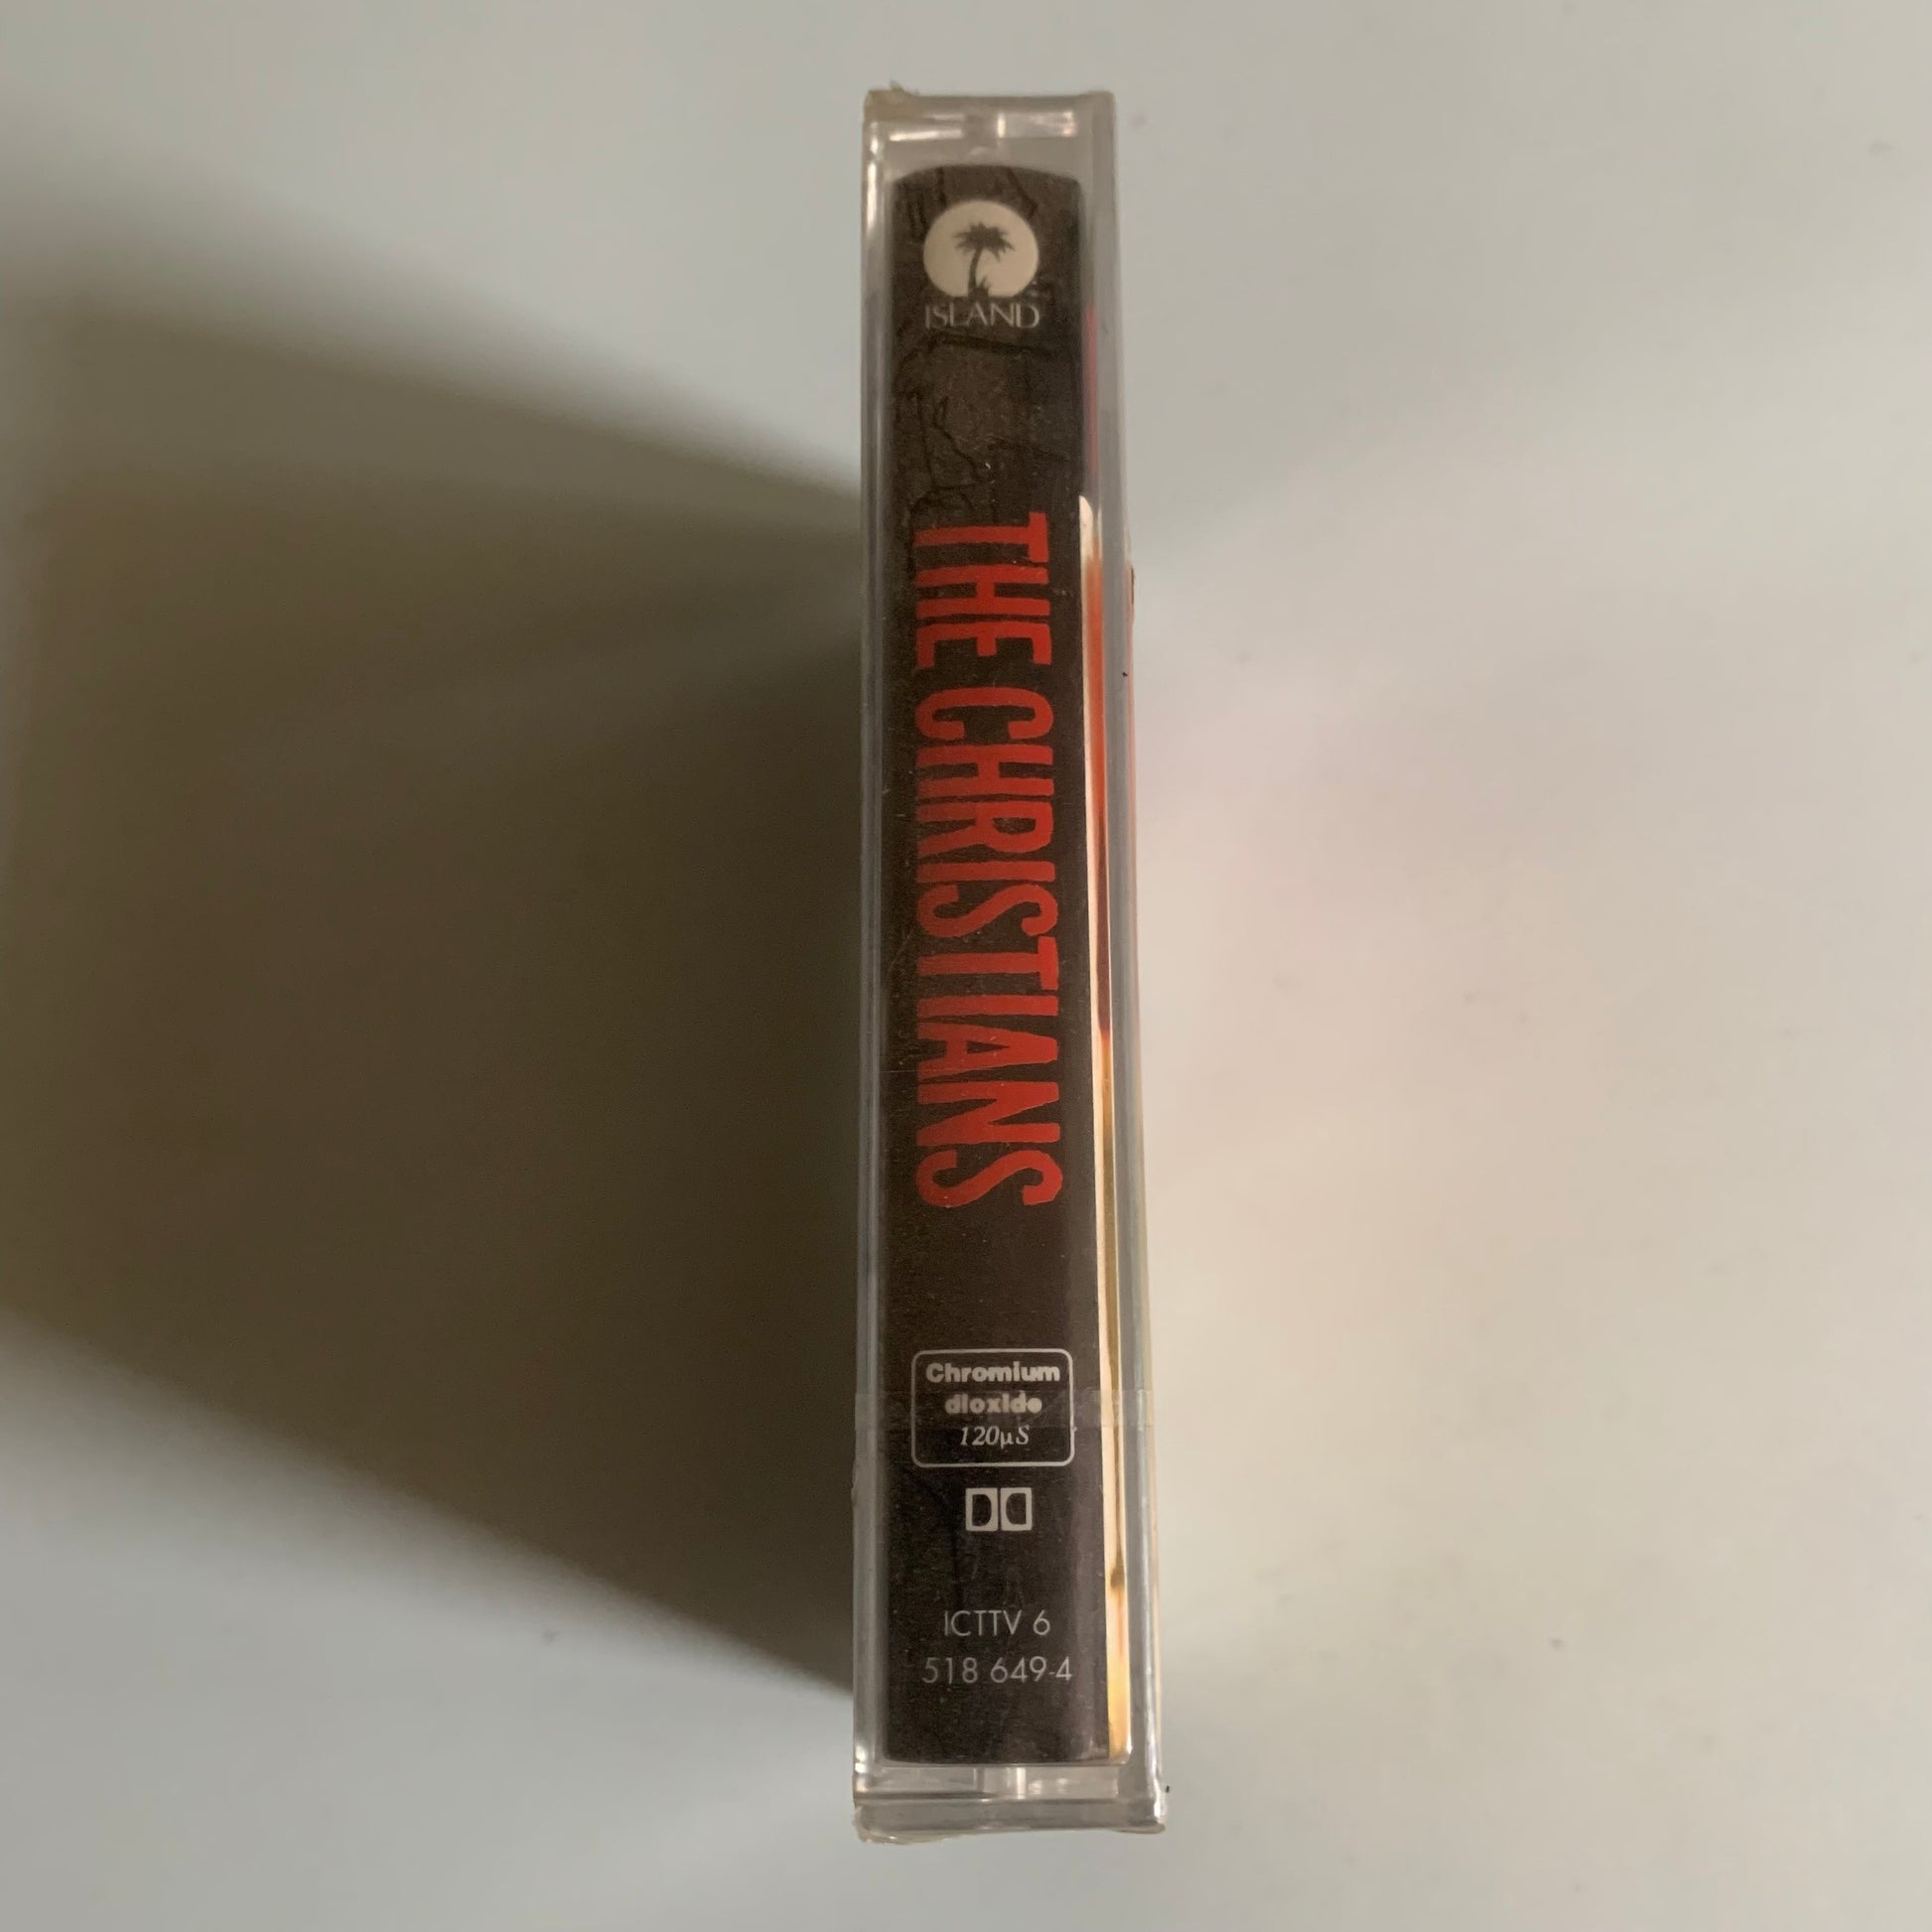 ISLAND
THE CHRISTIANS
Chromium
dioxide
120µS
ICTTV 6
518 649-4